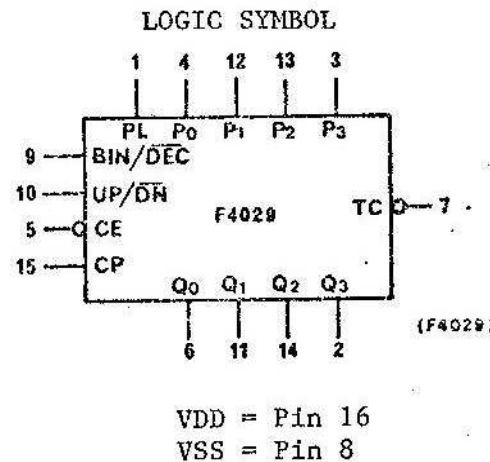 LOGIC SYMBOL
1 4 12 13 3
PL P0 P1 P2 P3
9 BIN/DEC
10 UP/DN
F4029 TC 7
5 CE
15 CP
Q0 Q1 Q2 Q3
6 11 14 2
(F4029)
VDD = Pin 16
VSS = Pin 8